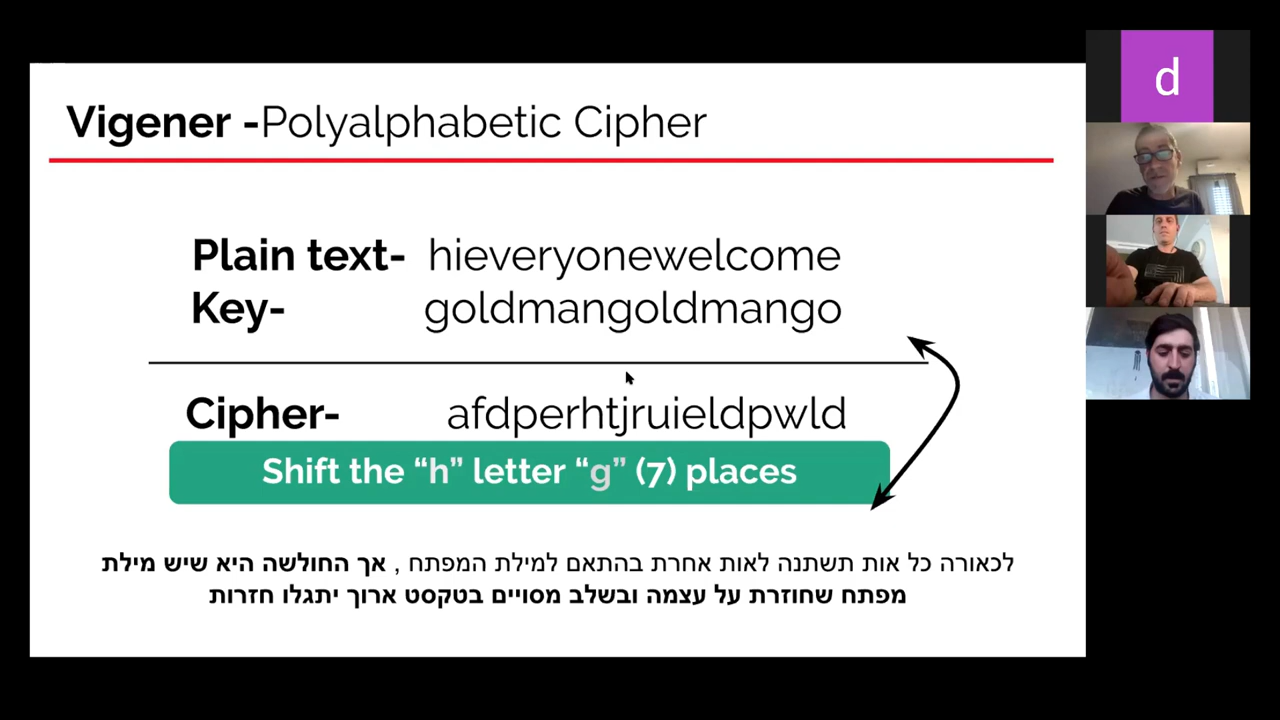 Vigener -Polyalphabetic Cipher
Plain text- hieveryonewelcome
Key- goldmangoldmango
Cipher- afdperhtjruieldpwld
Shift the “h” letter “g” (7) places
לכאורה כל אות תשתנה לאות אחרת בהתאם למילת המפתח , אך החולשה היא שיש מילת
מפתח שחוזרת על עצמה ובשלב מסויים בטקסט ארוך יתגלו חזרות
d